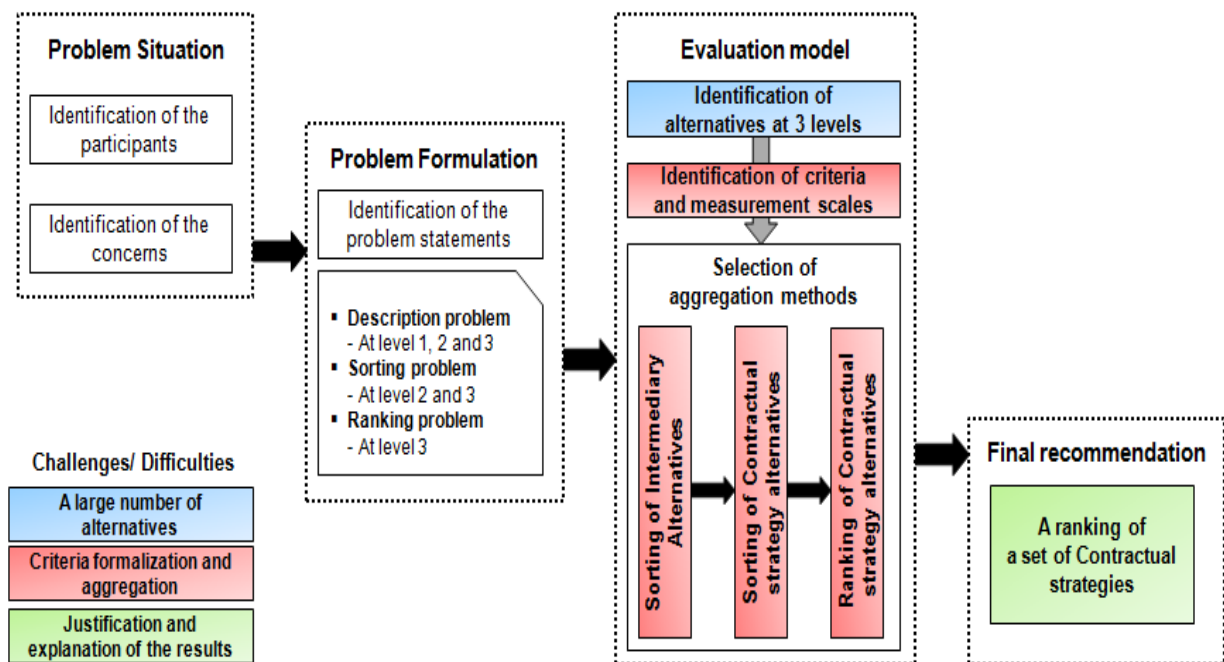 Problem Situation
Identification of the
participants
Identification of the
concerns
Problem Formulation
Identification of the
problem statements
▪ Description problem
- At level 1, 2 and 3
▪ Sorting problem
- At level 2 and 3
▪ Ranking problem
- At level 3
Evaluation model
Identification of
alternatives at 3 levels
Identification of criteria
and measurement scales
Selection of
aggregation methods
Sorting of Intermediary
Alternatives
Sorting of Contractual
strategy alternatives
Ranking of Contractual
strategy alternatives
Final recommendation
A ranking of
a set of Contractual
strategies
Challenges/ Difficulties
A large number of
alternatives
Criteria formalization and
aggregation
Justification and
explanation of the results